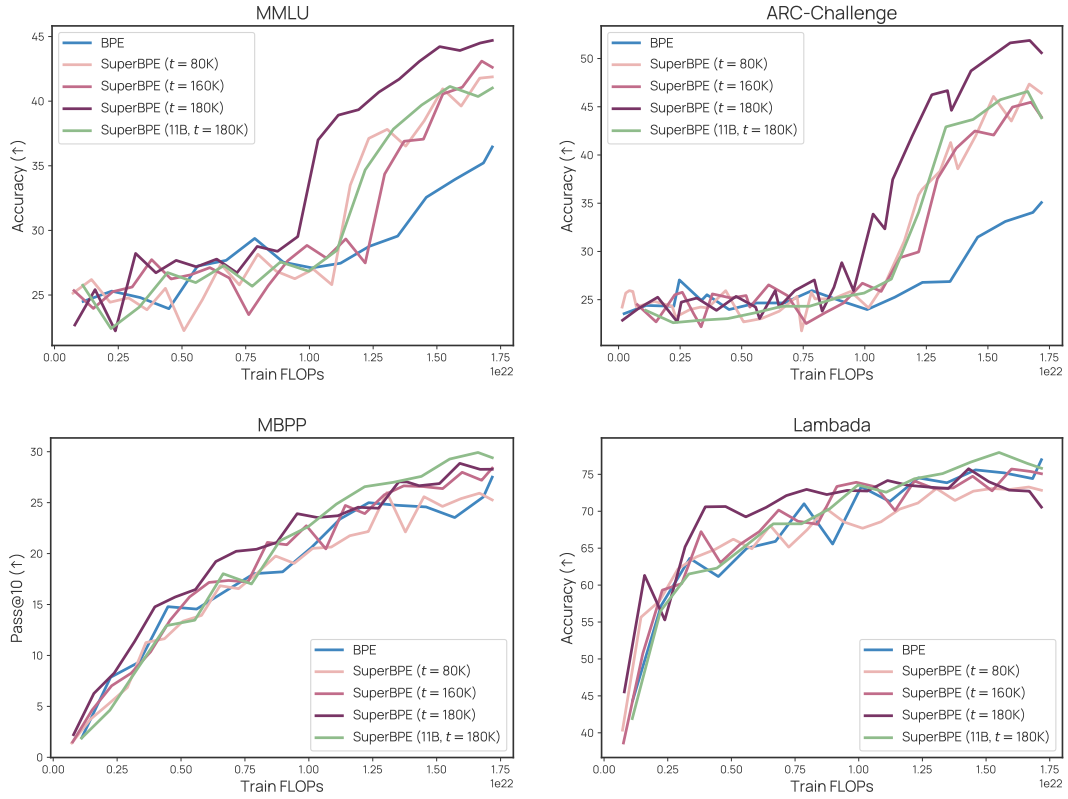 MMLU
45
40
35
30
25
Accuracy (↑)
BPE
SuperBPE (t = 80K)
SuperBPE (t = 160K)
SuperBPE (t = 180K)
SuperBPE (11B, t = 180K)
0.00 0.25 0.50 0.75 1.00 1.25 1.50 1.75
1e22
Train FLOPs
ARC-Challenge
50
45
40
35
30
25
Accuracy (↑)
BPE
SuperBPE (t = 80K)
SuperBPE (t = 160K)
SuperBPE (t = 180K)
SuperBPE (11B, t = 180K)
0.00 0.25 0.50 0.75 1.00 1.25 1.50 1.75
1e22
Train FLOPs
MBPP
30
25
20
15
10
5
0
Pass@10 (↑)
BPE
SuperBPE (t = 80K)
SuperBPE (t = 160K)
SuperBPE (t = 180K)
SuperBPE (11B, t = 180K)
0.00 0.25 0.50 0.75 1.00 1.25 1.50 1.75
1e22
Train FLOPs
Lambada
75
70
65
60
55
50
45
40
Accuracy (↑)
BPE
SuperBPE (t = 80K)
SuperBPE (t = 160K)
SuperBPE (t = 180K)
SuperBPE (11B, t = 180K)
0.00 0.25 0.50 0.75 1.00 1.25 1.50 1.75
1e22
Train FLOPs